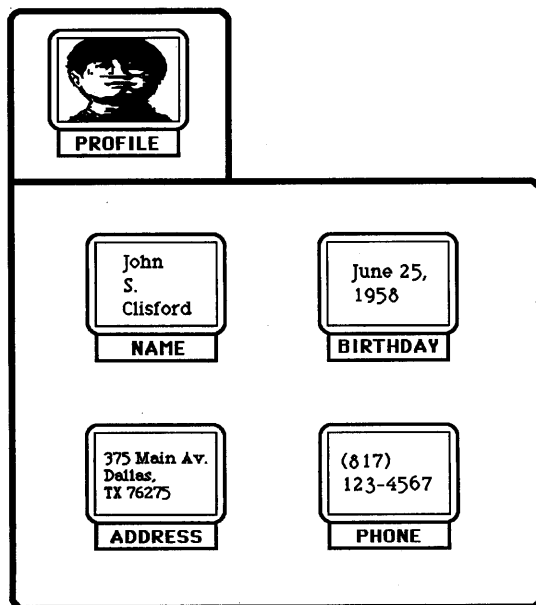 PROFILE
John
S.
Clisford
NAME
June 25,
1958
BIRTHDAY
375 Main Av.
Dallas,
TX 76275
ADDRESS
(817)
123-4567
PHONE